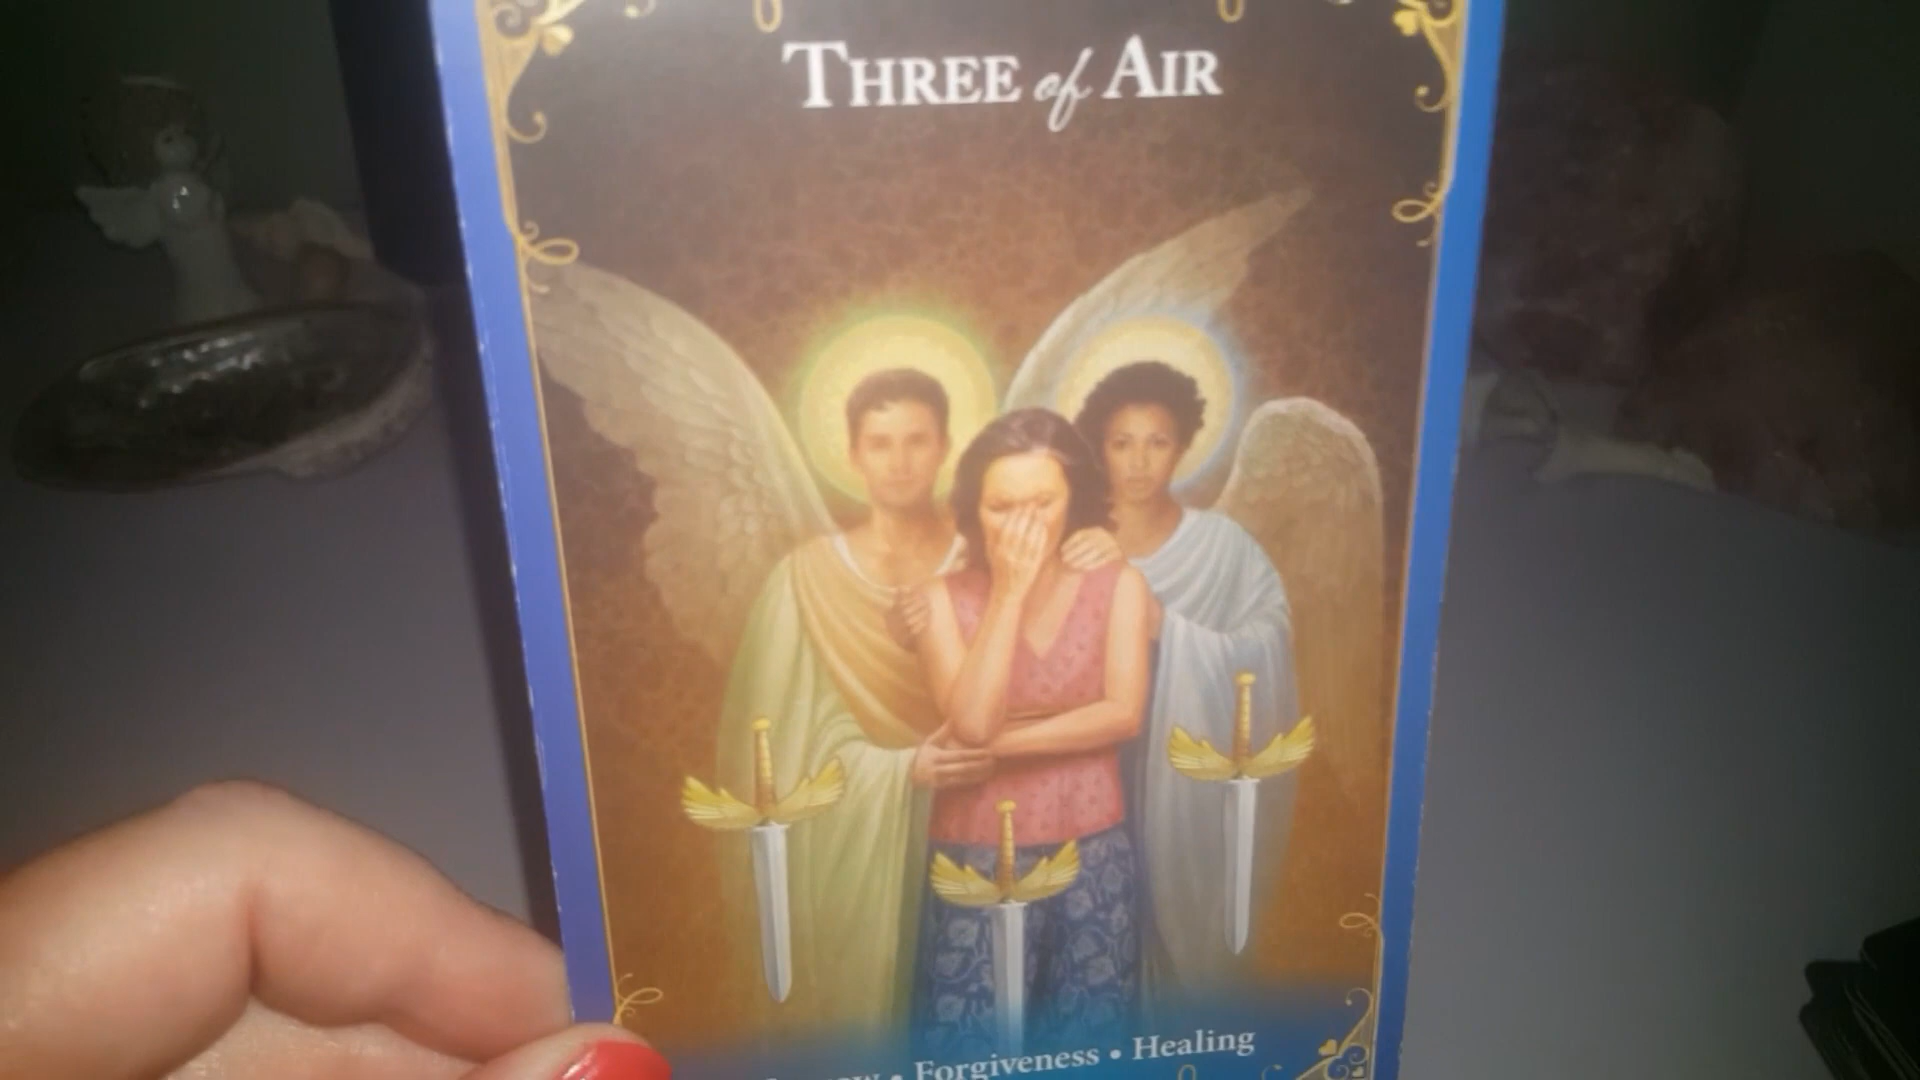 THREE of AIR
• Forgiveness • Healing